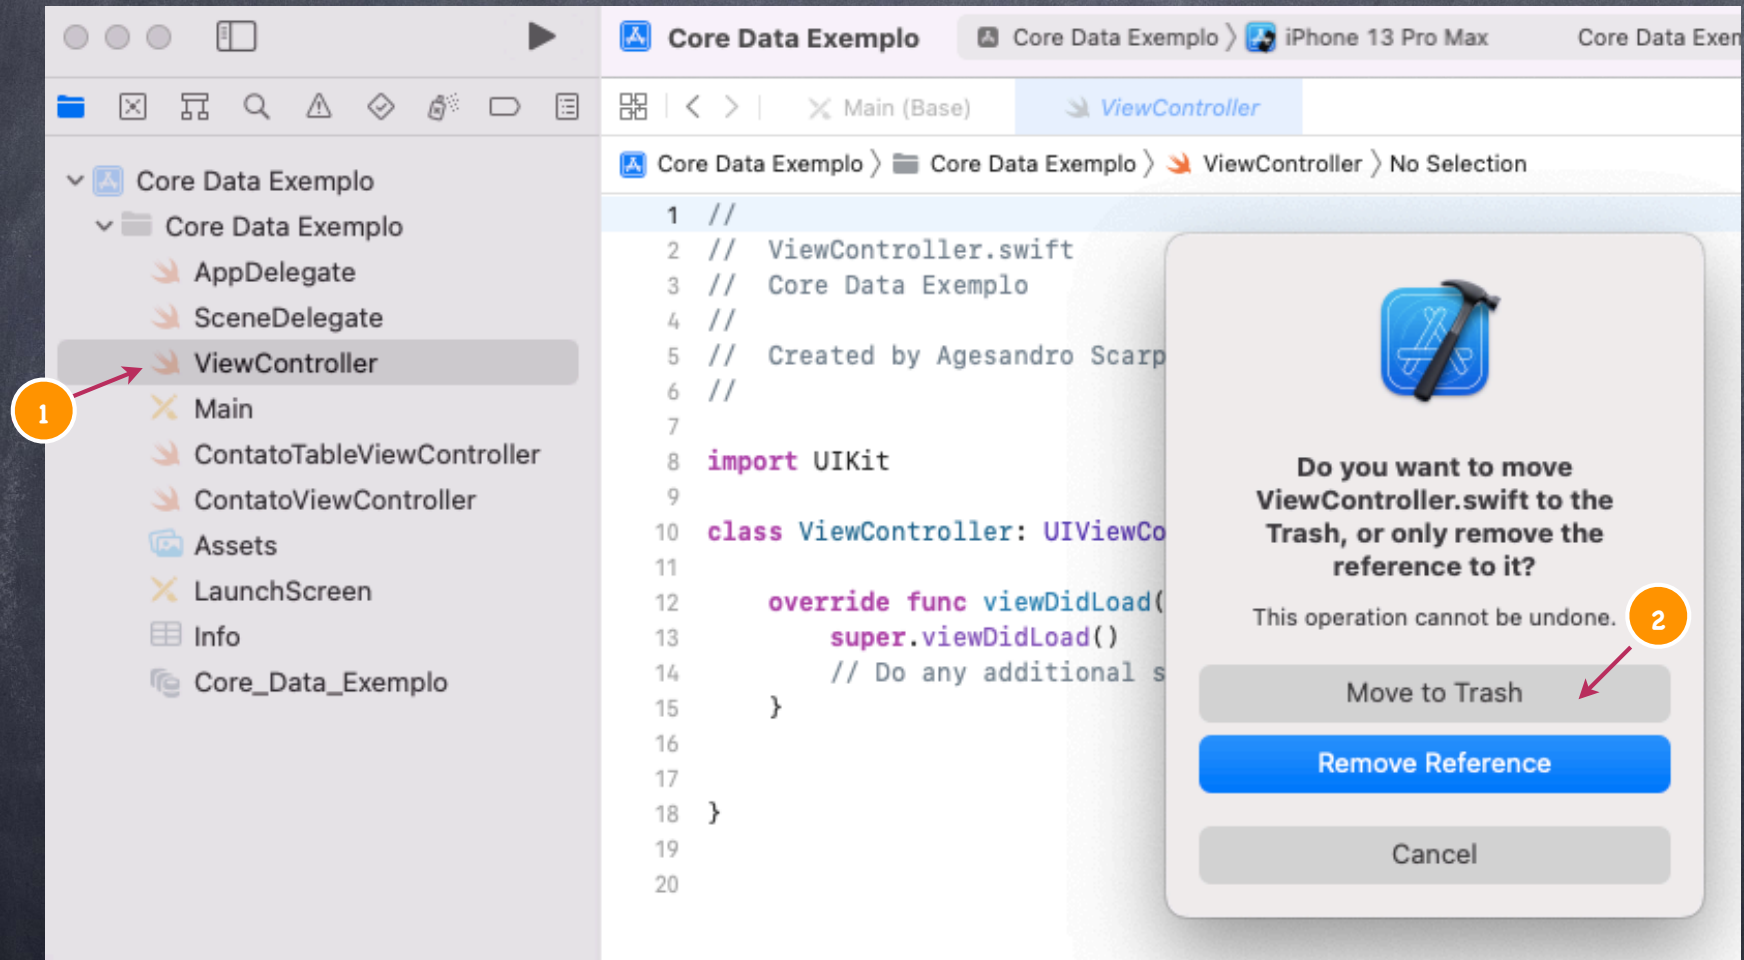 Core Data Exemplo
Core Data Exemplo
iPhone 13 Pro Max
Core Data Exem
Main (Base)
ViewController
Core Data Exemplo
Core Data Exemplo
ViewController
No Selection
Core Data Exemplo
Core Data Exemplo
AppDelegate
SceneDelegate
ViewController
Main
ContatoTableViewController
ContatoViewController
Assets
LaunchScreen
Info
Core_Data_Exemplo
1
1 //
2 //  ViewController.swift
3 //  Core Data Exemplo
4 //
5 //  Created by Agesandro Scarp
6 //
7
8 import UIKit
9
10 class ViewController: UIViewCo
11
12     override func viewDidLoad(
13         super.viewDidLoad()
14         // Do any additional s
15     }
16
17
18 }
19
20
Do you want to move
ViewController.swift to the
Trash, or only remove the
reference to it?
This operation cannot be undone.
2
Move to Trash
Remove Reference
Cancel